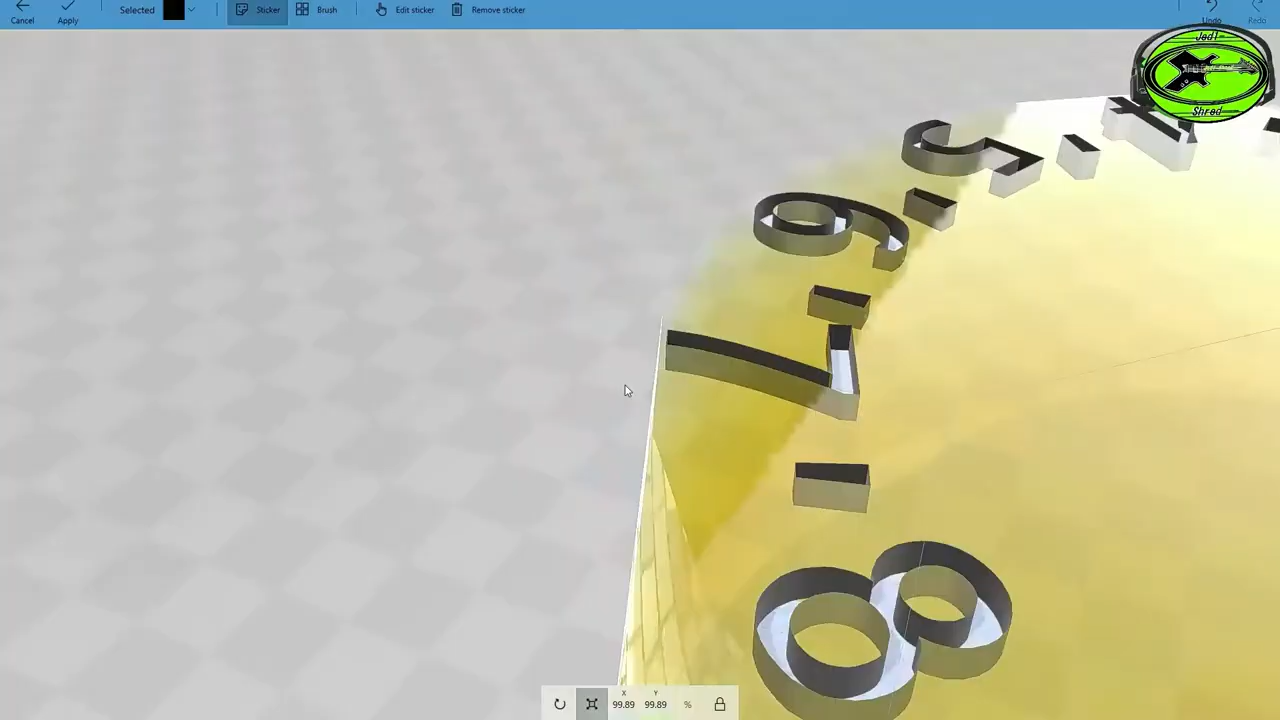 Cancel
Apply
Selected
Sticker
Brush
Edit sticker
Remove sticker
Undo
Redo
Jedi
Shred
5
6
7
8
X
Y
99.89
99.89
%